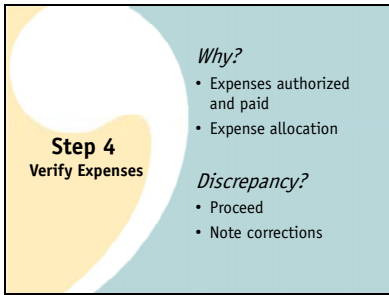 Step 4
Verify Expenses
Why?
• Expenses authorized
and paid
• Expense allocation
Discrepancy?
• Proceed
• Note corrections